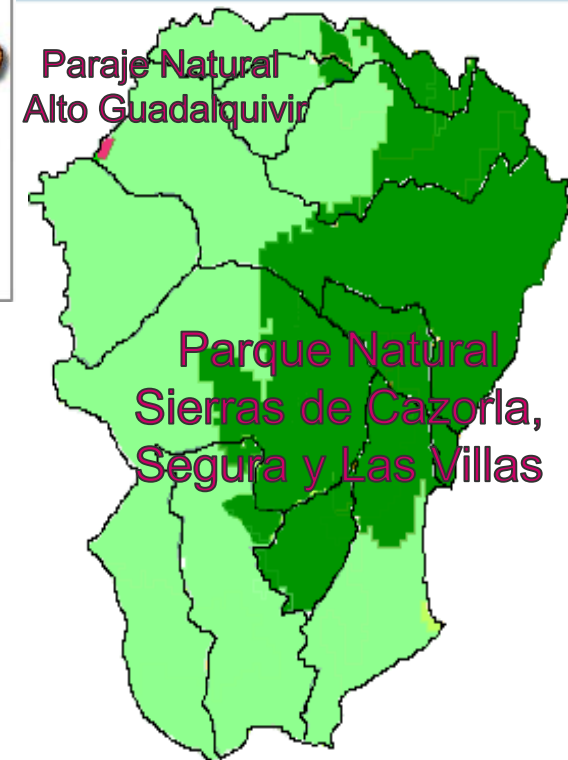 Paraje Natural
Alto Guadalquivir
Parque Natural
Sierras de Cazorla,
Segura y Las Villas